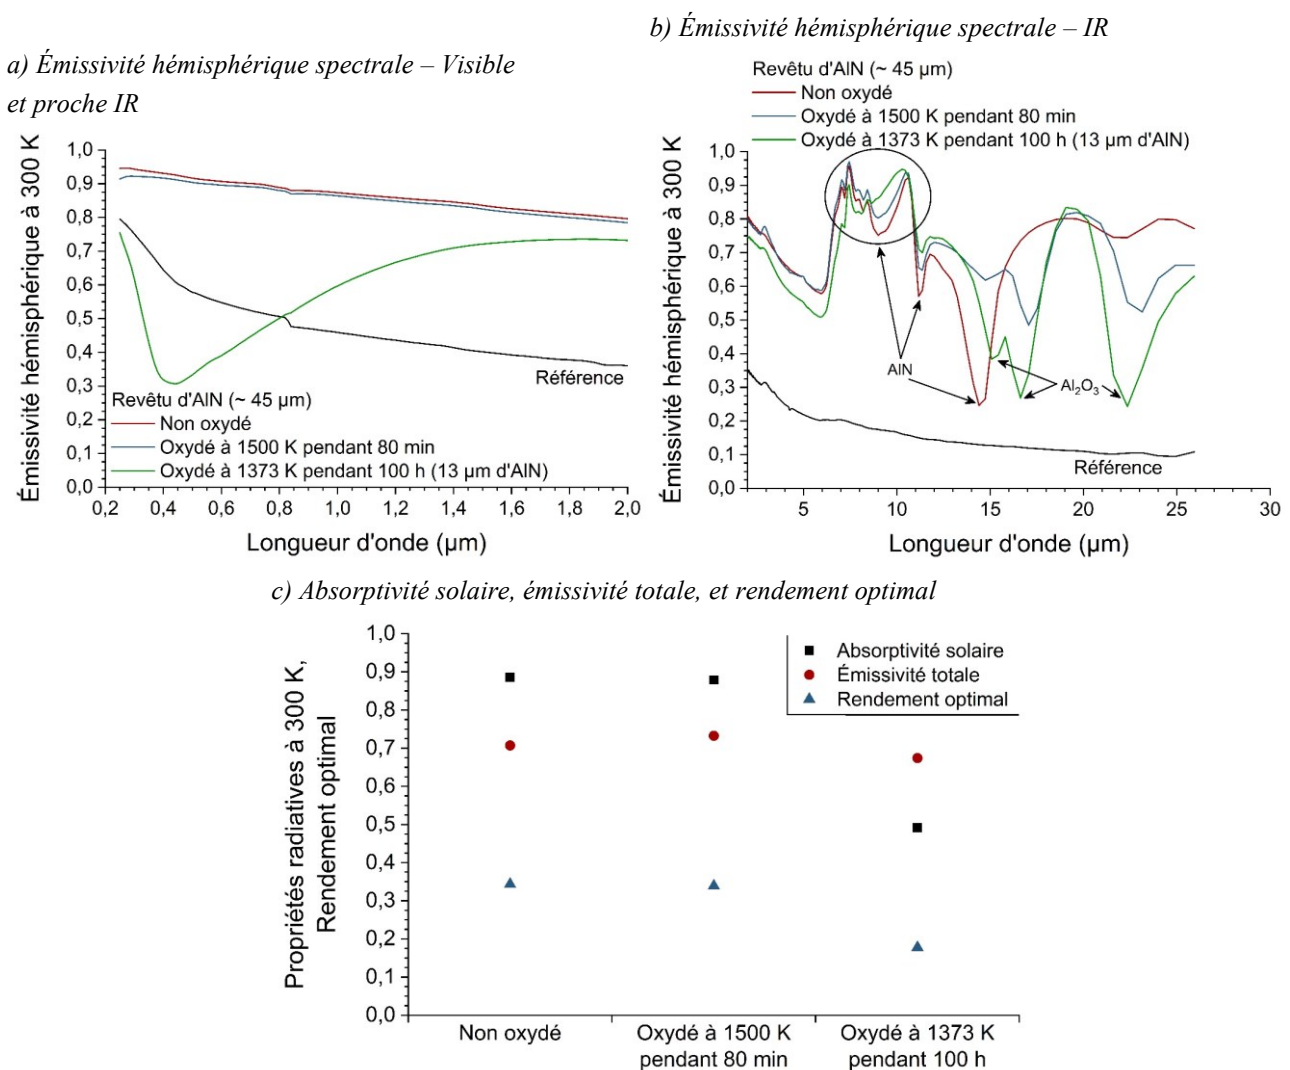 b) Émissivité hémisphérique spectrale – IR
a) Émissivité hémisphérique spectrale – Visible
et proche IR
Émissivité hémisphérique à 300 K
1,0
0,9
0,8
0,7
0,6
0,5
0,4
0,3
0,2
0,1
0,0
Référence
Revêtu d'AlN (~ 45 µm)
Non oxydé
Oxydé à 1500 K pendant 80 min
Oxydé à 1373 K pendant 100 h (13 µm d'AlN)
0,2 0,4 0,6 0,8 1,0 1,2 1,4 1,6 1,8 2,0
Longueur d'onde (µm)
Revêtu d'AlN (~ 45 µm)
Non oxydé
Oxydé à 1500 K pendant 80 min
Oxydé à 1373 K pendant 100 h (13 µm d'AlN)
Émissivité hémisphérique à 300 K
1,0
0,9
0,8
0,7
0,6
0,5
0,4
0,3
0,2
0,1
0,0
AlN
Al₂O₃
Référence
5 10 15 20 25 30
Longueur d'onde (µm)
c) Absorptivité solaire, émissivité totale, et rendement optimal
Propriétés radiatives à 300 K,
Rendement optimal
1,0
0,9
0,8
0,7
0,6
0,5
0,4
0,3
0,2
0,1
0,0
Absorptivité solaire
Émissivité totale
Rendement optimal
Non oxydé
Oxydé à 1500 K
pendant 80 min
Oxydé à 1373 K
pendant 100 h